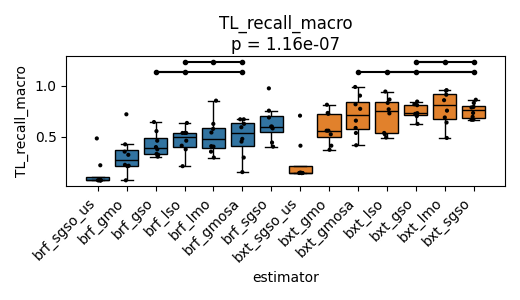 TL_recall_macro
p = 1.16e-07
TL_recall_macro
1.0
0.5
brf_sgso_us
brf_gmo
brf_gso
brf_lso
brf_lmo
brf_gmosa
brf_sgso
bxt_sgso_us
bxt_gmo
bxt_gmosa
bxt_lso
bxt_gso
bxt_lmo
bxt_sgso
estimator